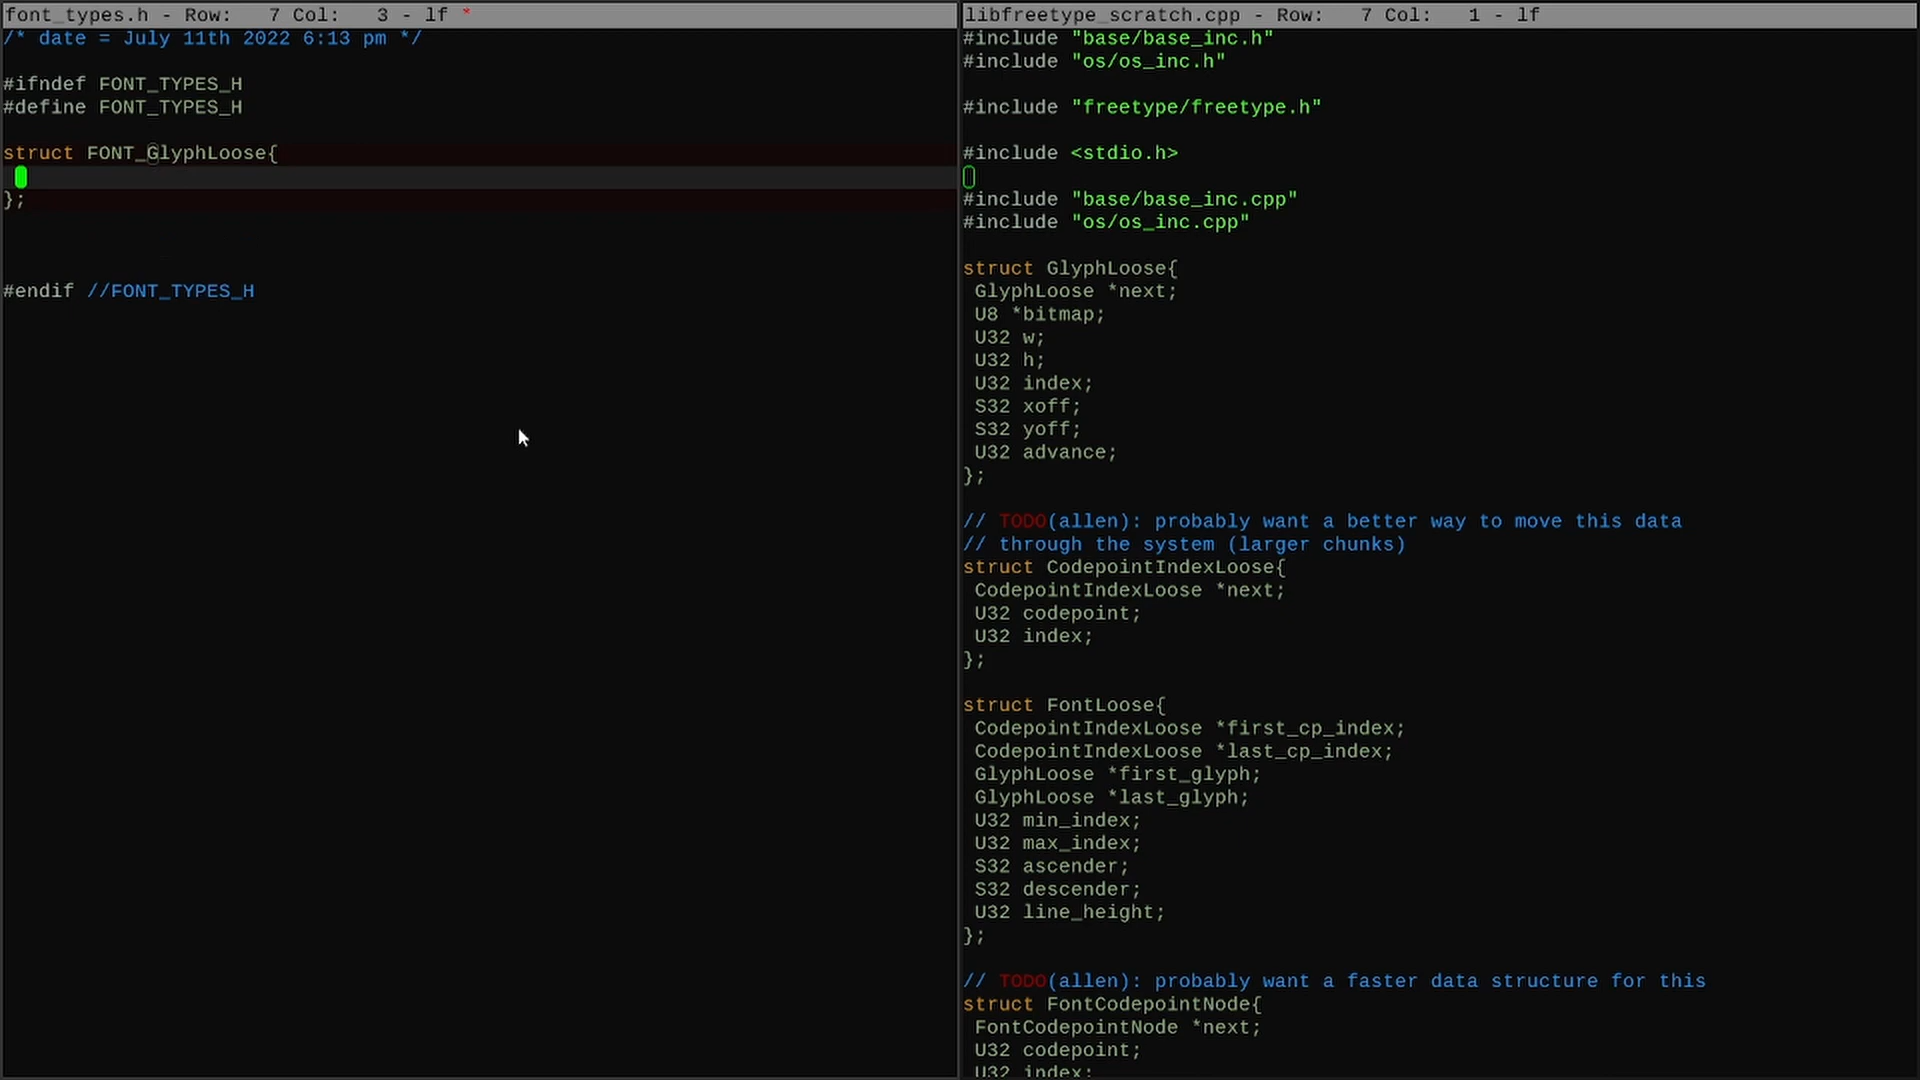 font_types.h - Row:   7 Col:   3 - lf *
/* date = July 11th 2022 6:13 pm */
#ifndef FONT_TYPES_H
#define FONT_TYPES_H
struct FONT_GlyphLoose{
};
#endif //FONT_TYPES_H
libfreetype_scratch.cpp - Row:   7 Col:   1 - lf
#include "base/base_inc.h"
#include "os/os_inc.h"
#include "freetype/freetype.h"
#include <stdio.h>
#include "base/base_inc.cpp"
#include "os/os_inc.cpp"
struct GlyphLoose{
 GlyphLoose *next;
 U8 *bitmap;
 U32 w;
 U32 h;
 U32 index;
 S32 xoff;
 S32 yoff;
 U32 advance;
};
// TODO(allen): probably want a better way to move this data
// through the system (larger chunks)
struct CodepointIndexLoose{
 CodepointIndexLoose *next;
 U32 codepoint;
 U32 index;
};
struct FontLoose{
 CodepointIndexLoose *first_cp_index;
 CodepointIndexLoose *last_cp_index;
 GlyphLoose *first_glyph;
 GlyphLoose *last_glyph;
 U32 min_index;
 U32 max_index;
 S32 ascender;
 S32 descender;
 U32 line_height;
};
// TODO(allen): probably want a faster data structure for this
struct FontCodepointNode{
 FontCodepointNode *next;
 U32 codepoint;
 U32 index;